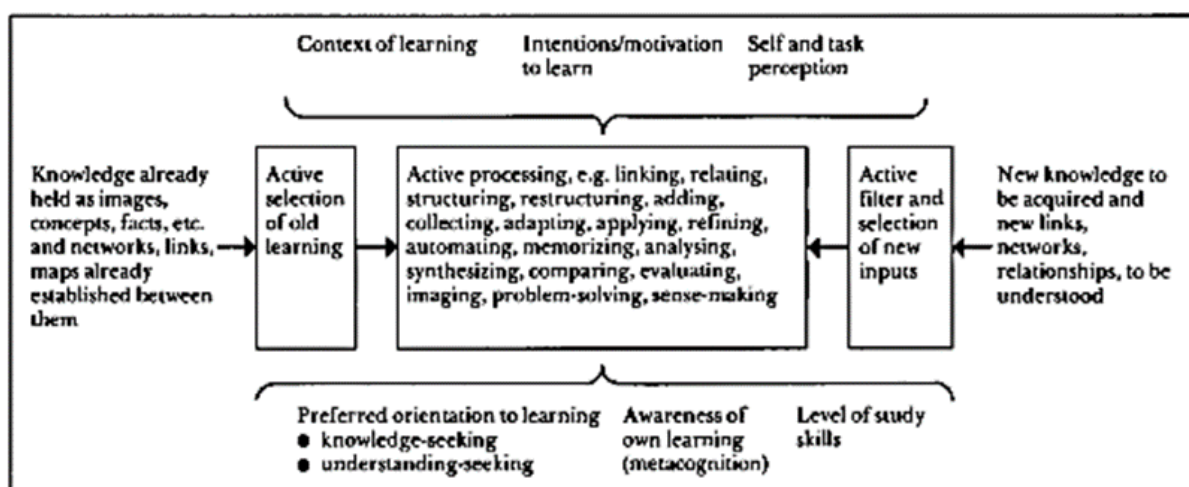 Context of learning
Intentions/motivation
to learn
Self and task
perception
Knowledge already
held as images,
concepts, facts, etc.
and networks, links,
maps already
established between
them
Active
selection
of old
learning
Active processing, e.g. linking, relating,
structuring, restructuring, adding,
collecting, adapting, applying, refining,
automating, memorizing, analysing,
synthesizing, comparing, evaluating,
imaging, problem-solving, sense-making
Active
filter and
selection
of new
inputs
New knowledge to
be acquired and
new links,
networks,
relationships, to be
understood
Preferred orientation to learning
● knowledge-seeking
● understanding-seeking
Awareness of
own learning
(metacognition)
Level of study
skills